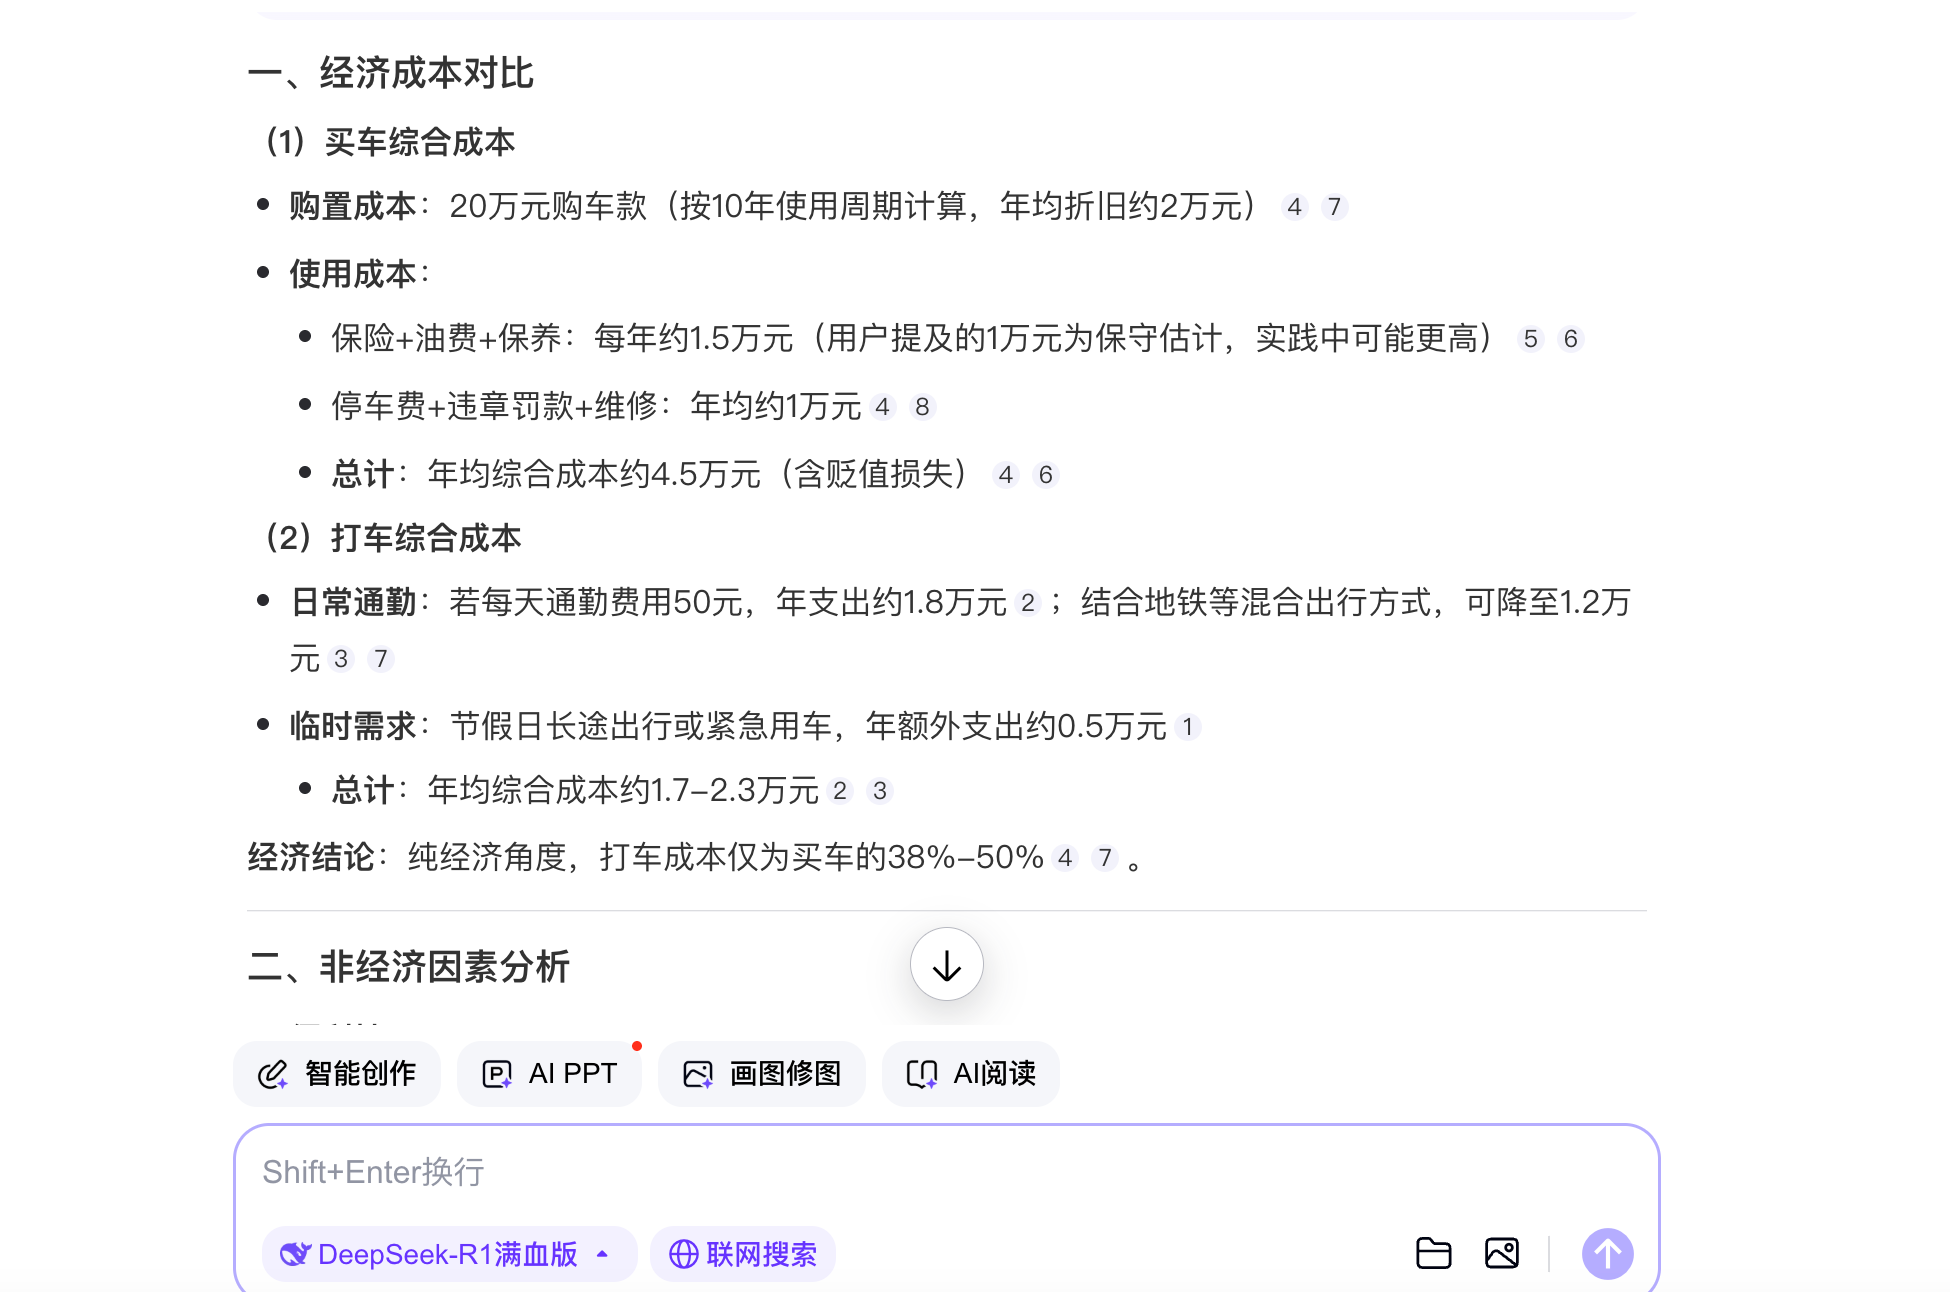 一、经济成本对比
（1）买车综合成本
购置成本：20万元购车款（按10年使用周期计算，年均折旧约2万元） 4 7
使用成本：
保险+油费+保养：每年约1.5万元（用户提及的1万元为保守估计，实践中可能更高） 5 6
停车费+违章罚款+维修：年均约1万元 4 8
总计：年均综合成本约4.5万元（含贬值损失） 4 6
（2）打车综合成本
日常通勤：若每天通勤费用50元，年支出约1.8万元 2 ；结合地铁等混合出行方式，可降至1.2万
元 3 7
临时需求：节假日长途出行或紧急用车，年额外支出约0.5万元 1
总计：年均综合成本约1.7–2.3万元 2 3
经济结论：纯经济角度，打车成本仅为买车的38%–50% 4 7 。
二、非经济因素分析
智能创作
AI PPT
画图修图
AI阅读
Shift+Enter换行
DeepSeek-R1满血版
联网搜索